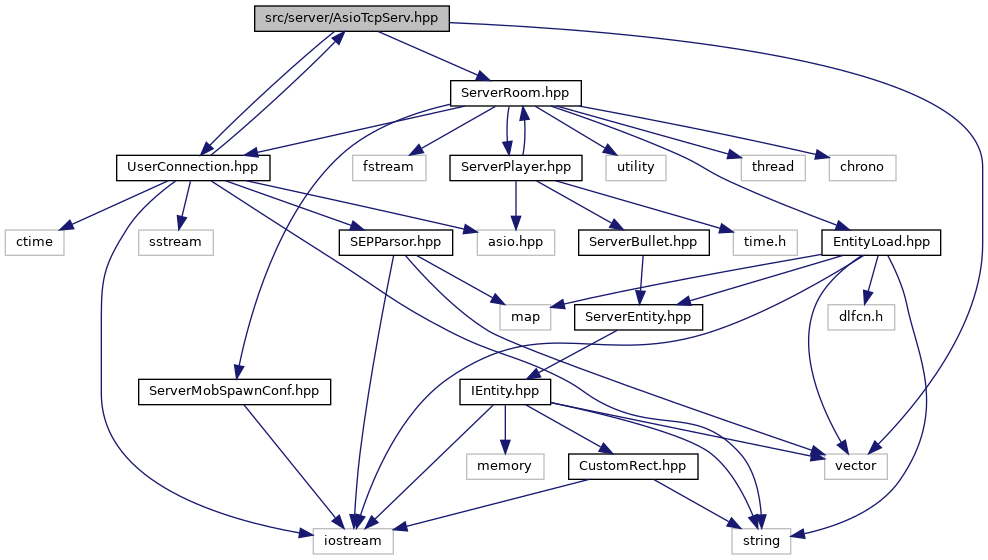 src/server/AsioTcpServ.hpp
ServerRoom.hpp
UserConnection.hpp
fstream
ServerPlayer.hpp
utility
thread
chrono
ctime
sstream
SEPParsor.hpp
asio.hpp
ServerBullet.hpp
time.h
EntityLoad.hpp
map
ServerEntity.hpp
dlfcn.h
ServerMobSpawnConf.hpp
IEntity.hpp
memory
CustomRect.hpp
vector
iostream
string